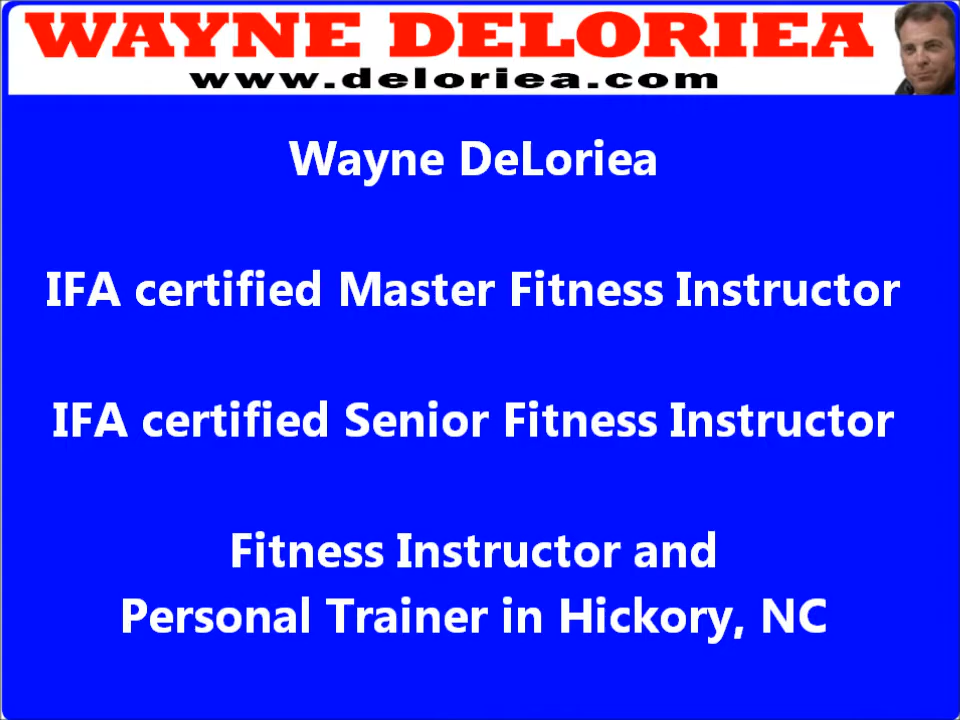 WAYNE DELORIEA
www.deloriea.com
Wayne DeLoriea
IFA certified Master Fitness Instructor
IFA certified Senior Fitness Instructor
Fitness Instructor and
Personal Trainer in Hickory, NC